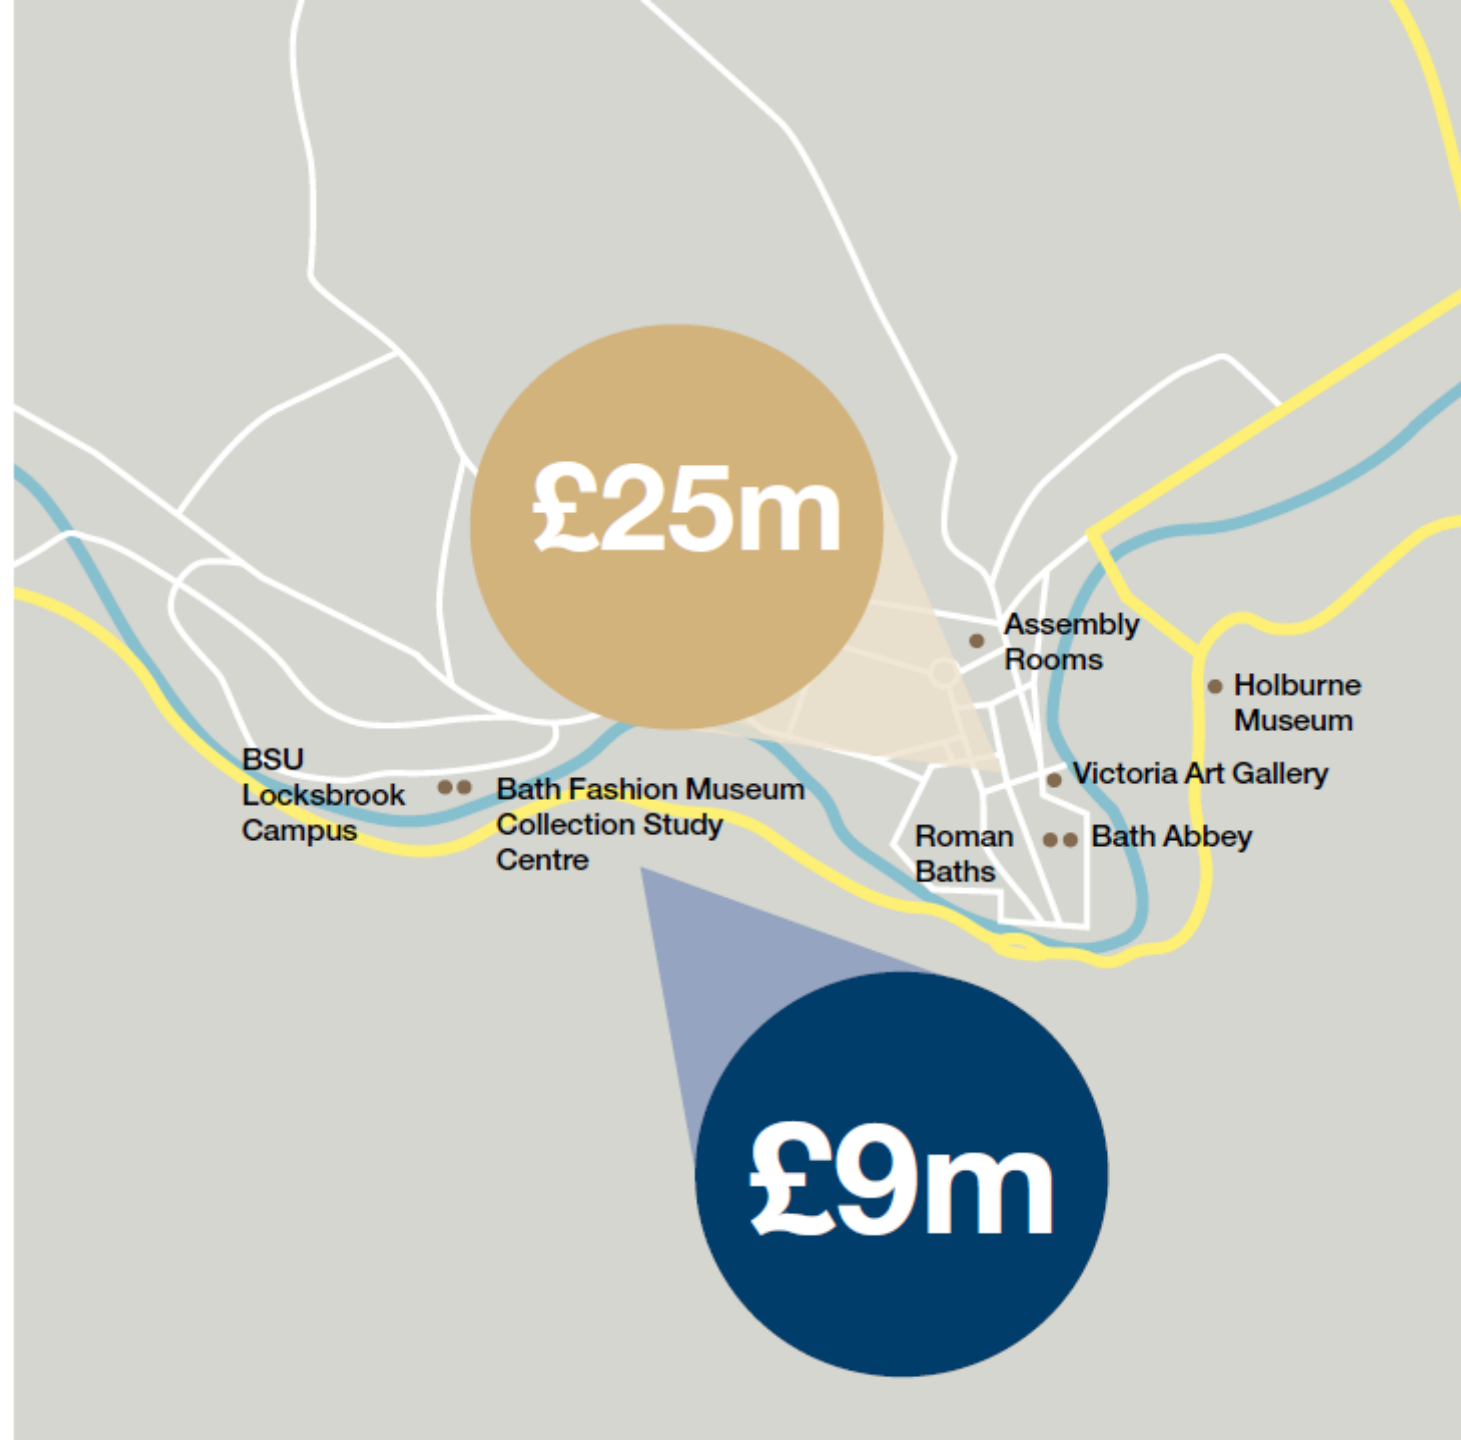 £25m
Assembly
Rooms
Holburne
Museum
BSU
Locksbrook
Campus
Bath Fashion Museum
Collection Study
Centre
Victoria Art Gallery
Roman
Baths
Bath Abbey
£9m